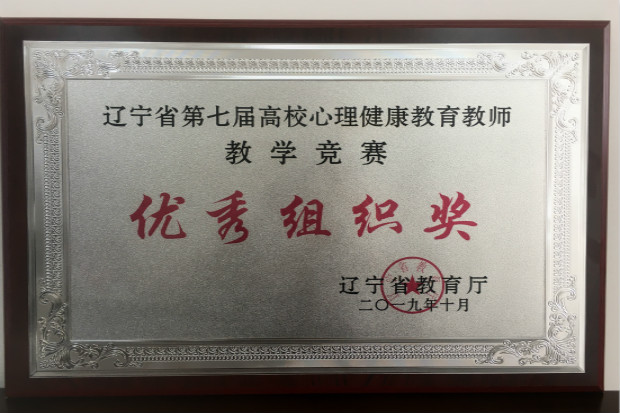 辽宁省第七届高校心理健康教育教师
教学竞赛
优秀组织奖
辽宁省教育厅
二〇一九年十月